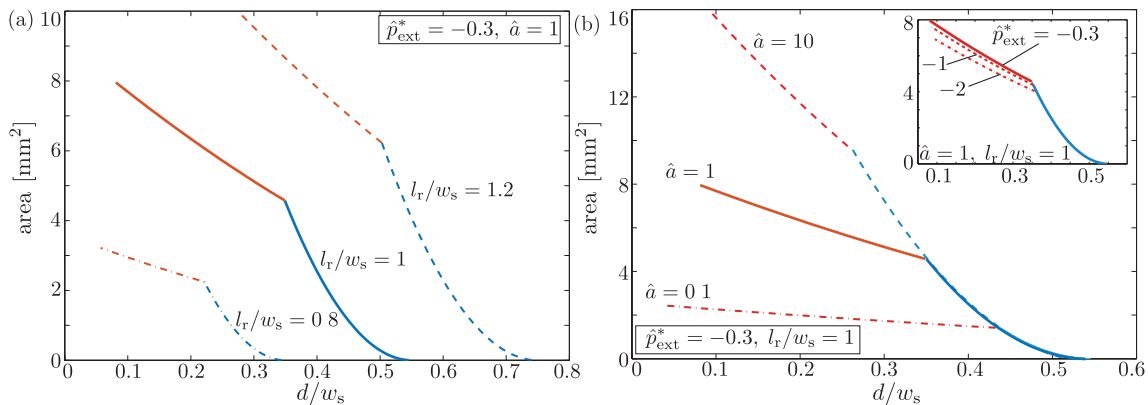 (a)
p̂*ext = −0.3, â = 1
10
8
6
4
2
0
area [mm²]
lr/ws = 1.2
lr/ws = 1
lr/ws = 0 8
0 0.1 0.2 0.3 0.4 0.5 0.6 0.7 0.8
d/ws
(b)
16
12
8
4
0
area [mm²]
â = 10
â = 1
â = 0 1
p̂*ext = −0.3, lr/ws = 1
0 0.1 0.2 0.3 0.4 0.5 0.6
d/ws
8
4
0
p̂*ext = −0.3
−1
−2
â = 1, lr/ws = 1
0.1 0.3 0.5